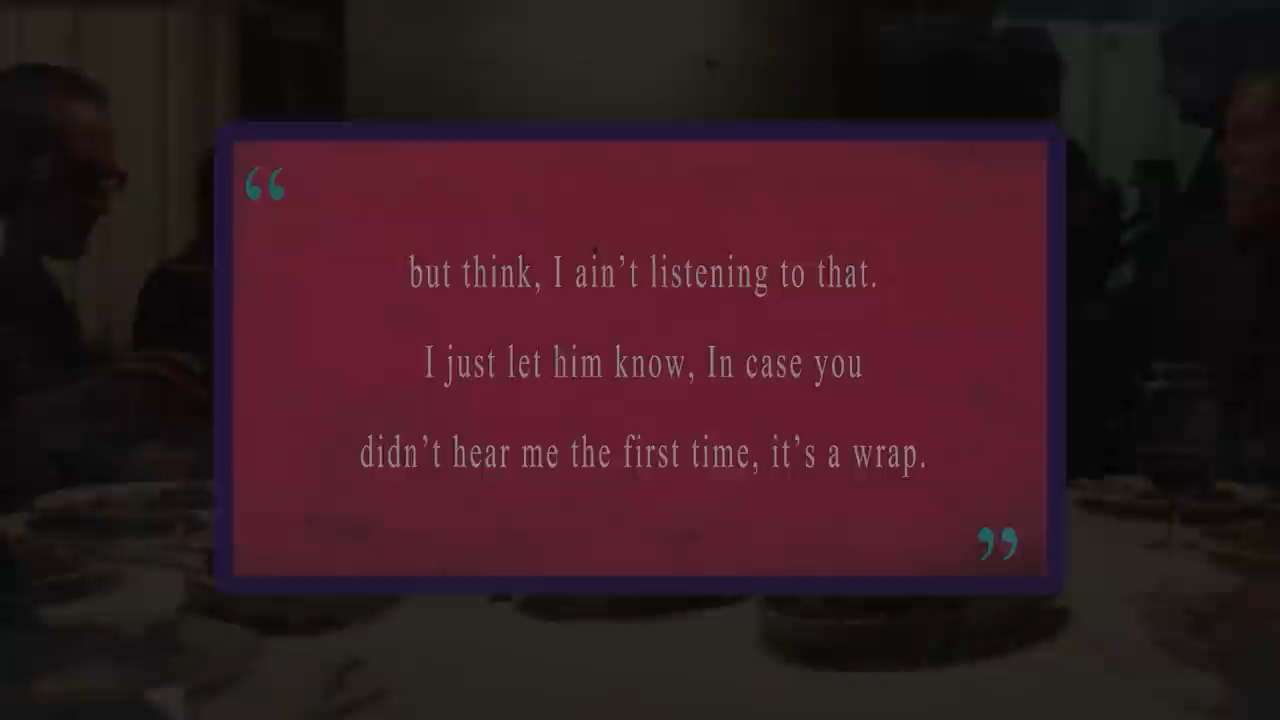 “
but think, I ain’t listening to that.
I just let him know, In case you
didn’t hear me the first time, it’s a wrap.
”